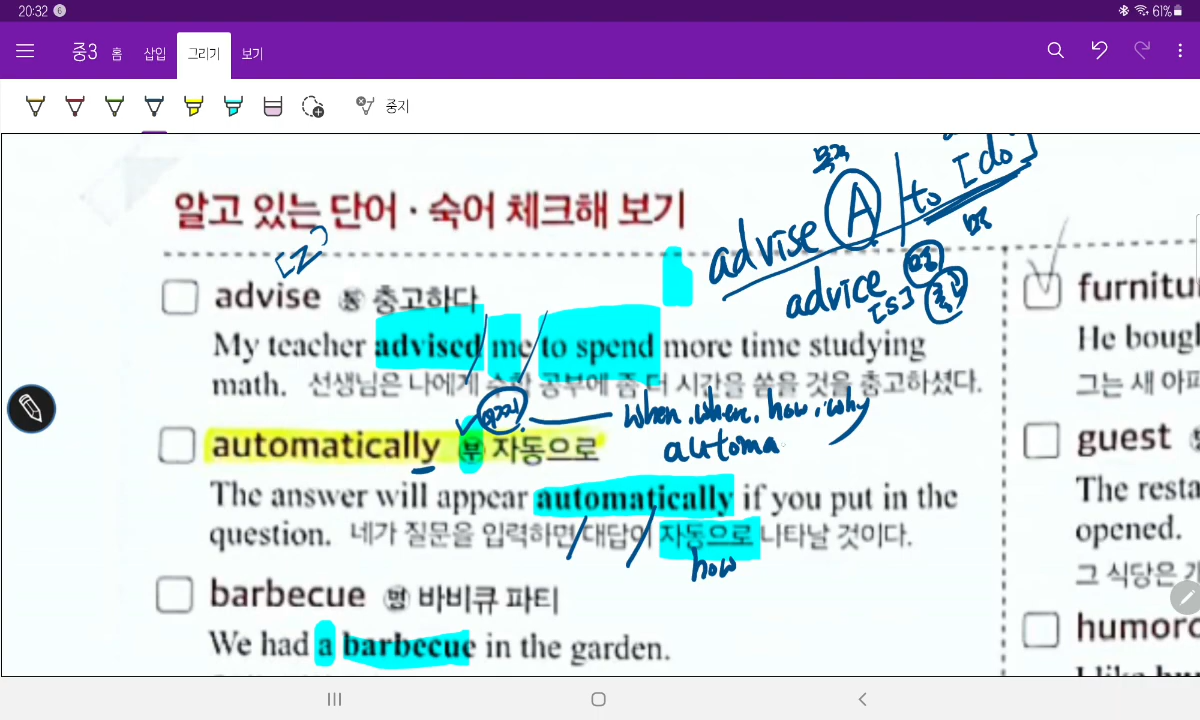 20:32 6 61%
중3 홈 삽입 그리기 보기
중지
알고 있는 단어 · 숙어 체크해 보기
목적
advise A / to [do]
[z]
advice
[s]
advise 동 충고하다
My teacher advised me to spend more time studying
math. 선생님은 나에게 수학 공부에 좀 더 시간을 쏟을 것을 충고하셨다.
when, where, how, why
automa
automatically 부 자동으로
The answer will appear automatically if you put in the
question. 네가 질문을 입력하면 대답이 자동으로 나타날 것이다.
how
barbecue 명 바비큐 파티
We had a barbecue in the garden.
furnitu
He bough
그는 새 아파
guest
The resta
opened.
그 식당은
humoro